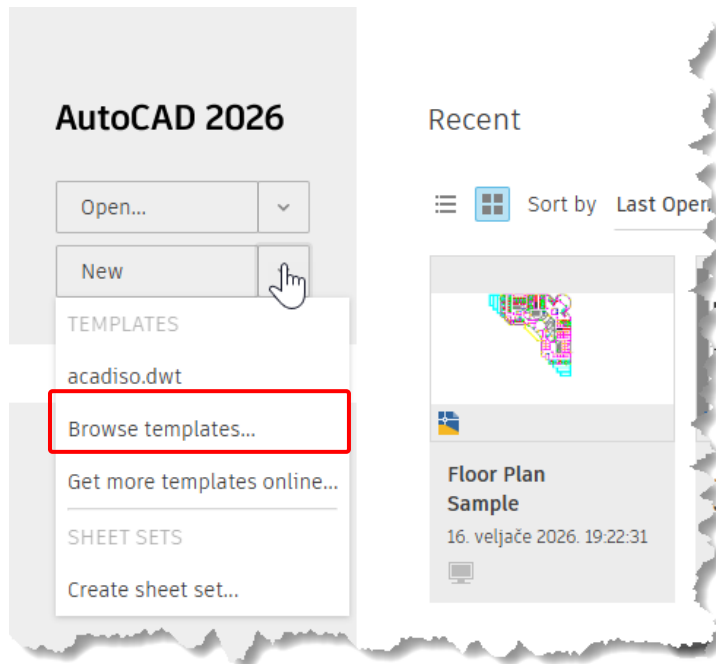 AutoCAD 2026
Open...
New
TEMPLATES
acadiso.dwt
Browse templates...
Get more templates online...
SHEET SETS
Create sheet set...
Recent
Sort by Last Open
Floor Plan
Sample
16. veljače 2026. 19:22:31